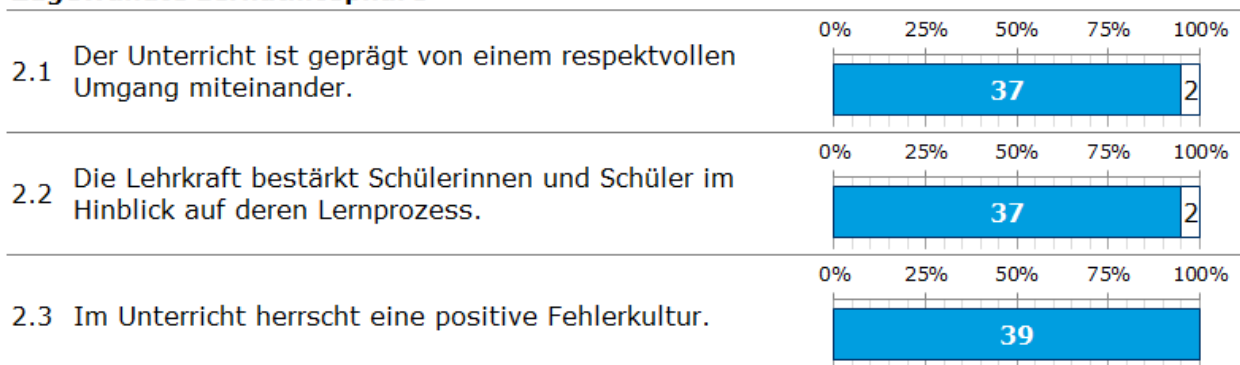 0% 25% 50% 75% 100%
2.1 Der Unterricht ist geprägt von einem respektvollen
Umgang miteinander.
37 2
0% 25% 50% 75% 100%
2.2 Die Lehrkraft bestärkt Schülerinnen und Schüler im
Hinblick auf deren Lernprozess.
37 2
0% 25% 50% 75% 100%
2.3 Im Unterricht herrscht eine positive Fehlerkultur.
39